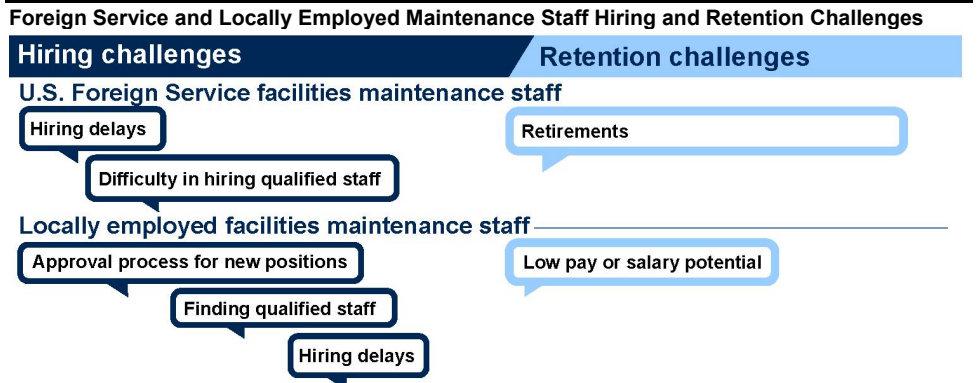 Foreign Service and Locally Employed Maintenance Staff Hiring and Retention Challenges
Hiring challenges
Retention challenges
U.S. Foreign Service facilities maintenance staff
Hiring delays
Retirements
Difficulty in hiring qualified staff
Locally employed facilities maintenance staff
Approval process for new positions
Low pay or salary potential
Finding qualified staff
Hiring delays